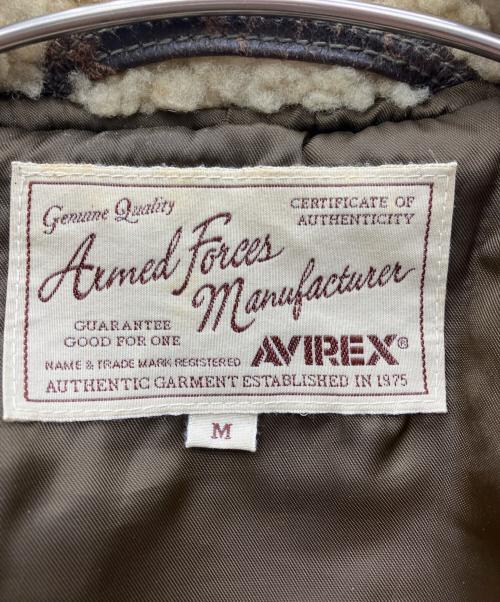 Genuine Quality
CERTIFICATE OF
AUTHENTICITY
Armed Forces
Manufacturer
GUARANTEE
GOOD FOR ONE
NAME & TRADE MARK REGISTERED
AVIREX®
AUTHENTIC GARMENT ESTABLISHED IN 1975
M